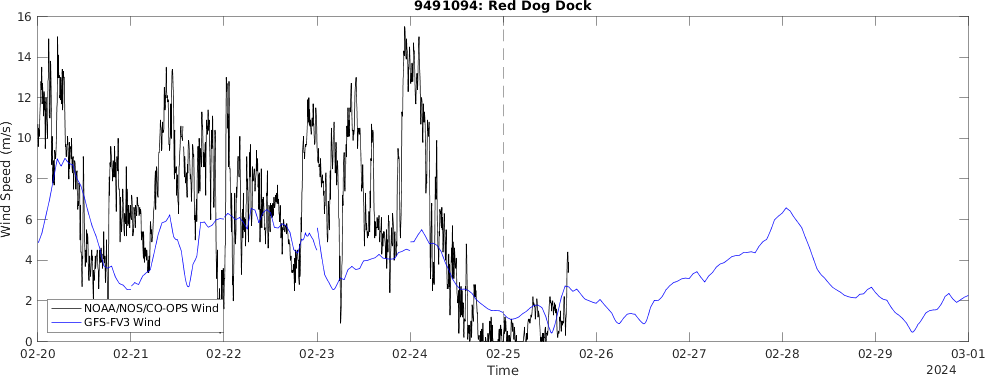 9491094: Red Dog Dock
Wind Speed (m/s)
16
14
12
10
8
6
4
2
0
NOAA/NOS/CO-OPS Wind
GFS-FV3 Wind
02-20 02-21 02-22 02-23 02-24 02-25 02-26 02-27 02-28 02-29 03-01
Time
2024